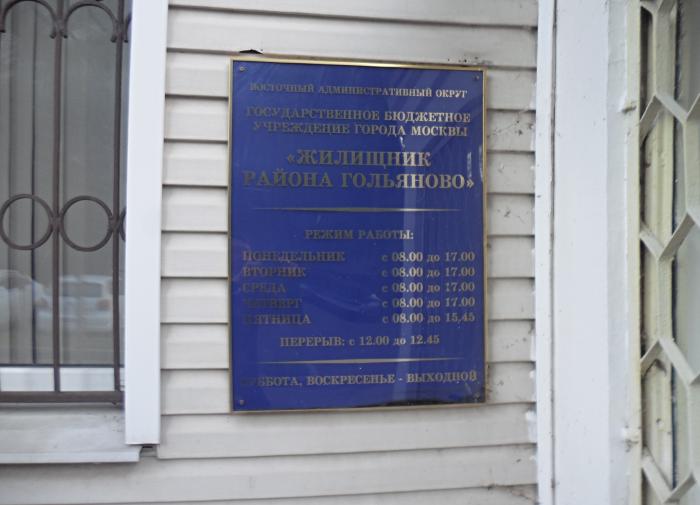 ВОСТОЧНЫЙ АДМИНИСТРАТИВНЫЙ ОКРУГ
ГОСУДАРСТВЕННОЕ БЮДЖЕТНОЕ
УЧРЕЖДЕНИЕ ГОРОДА МОСКВЫ
«ЖИЛИЩНИК
РАЙОНА ГОЛЬЯНОВО»
РЕЖИМ РАБОТЫ:
ПОНЕДЕЛЬНИК с 08.00 до 17.00
ВТОРНИК с 08.00 до 17.00
СРЕДА с 08.00 до 17.00
ЧЕТВЕРГ с 08.00 до 17.00
ПЯТНИЦА с 08.00 до 15.45
ПЕРЕРЫВ: с 12.00 до 12.45
СУББОТА, ВОСКРЕСЕНЬЕ - ВЫХОДНОЙ